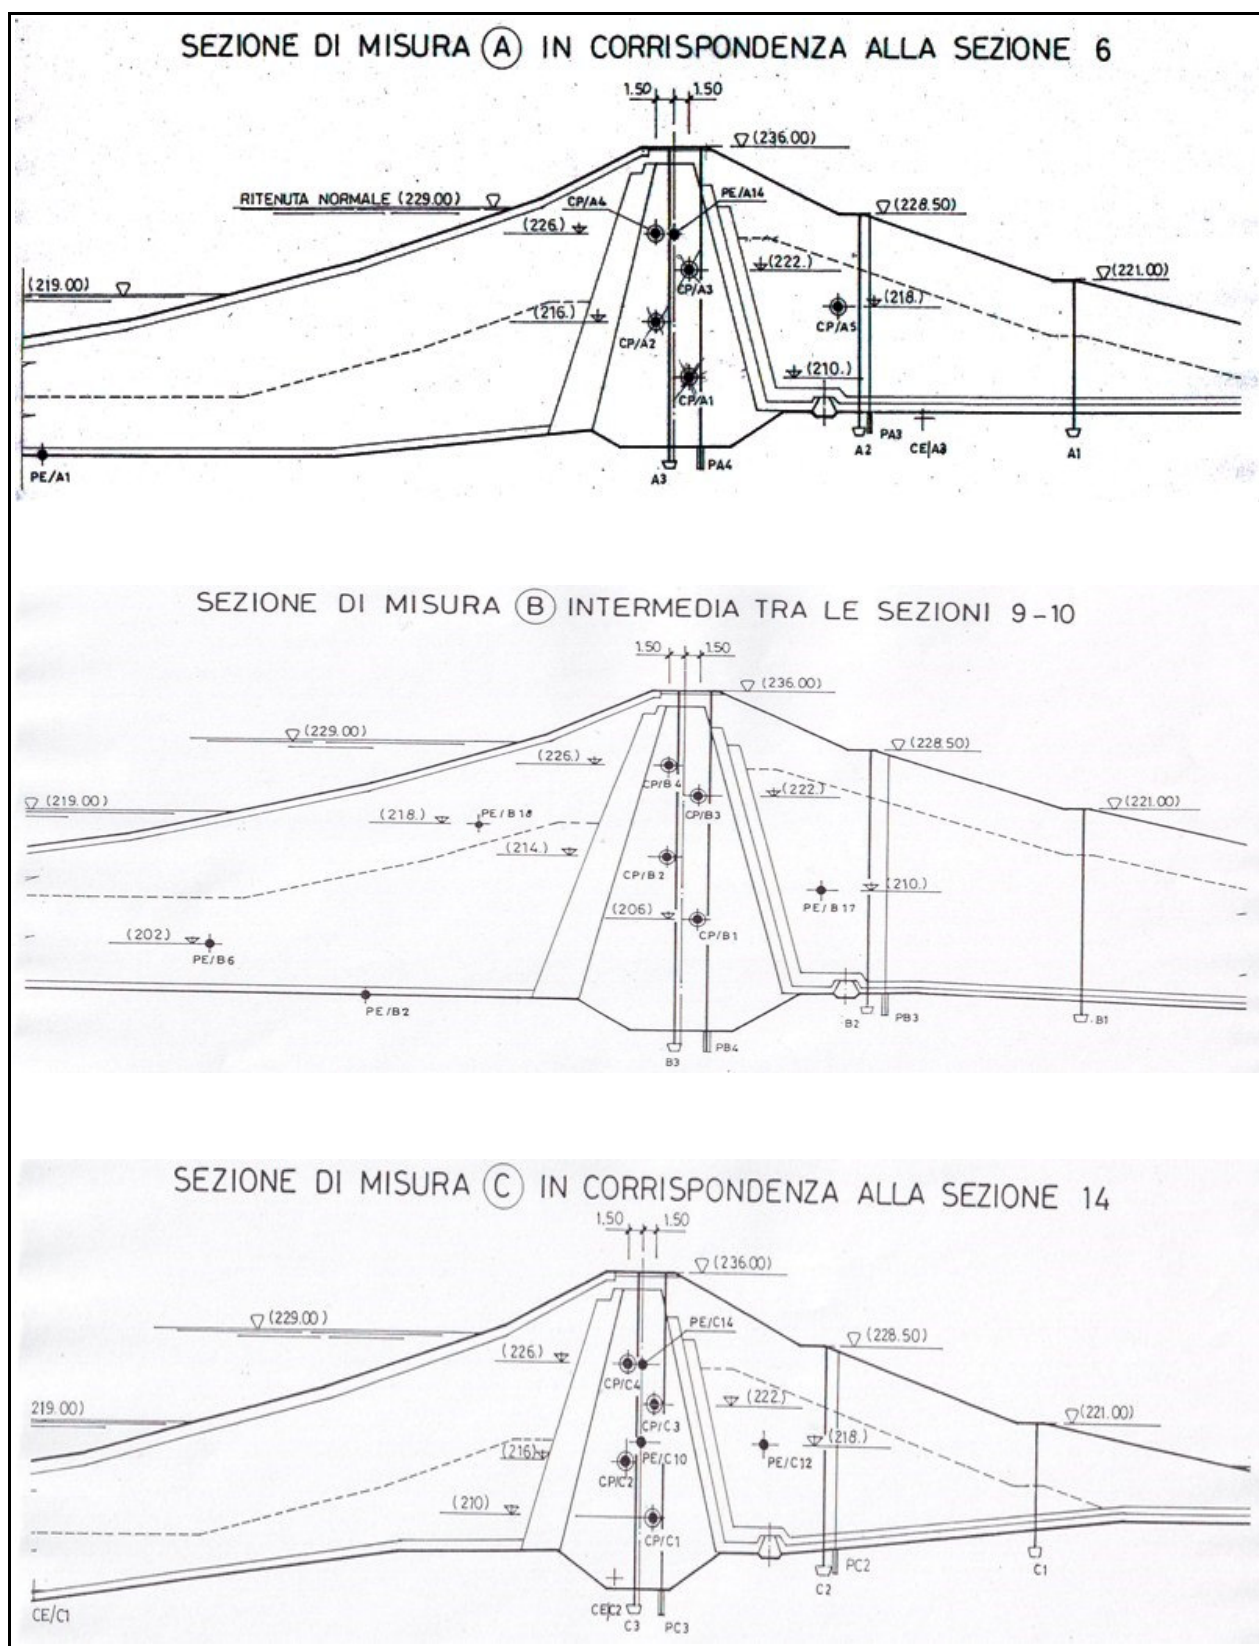 SEZIONE DI MISURA A IN CORRISPONDENZA ALLA SEZIONE 6
1.50 1.50
(236.00)
RITENUTA NORMALE (229.00)
CP/A4
PE/A14
(228.50)
(226.)
(222.)
(221.00)
(219.00)
CP/A3
(216.)
(218.)
CP/A2
CP/A5
(210.)
CP/A1
PE/A1
A3
PA4
A2
PA3
CE/A3
A1
SEZIONE DI MISURA B INTERMEDIA TRA LE SEZIONI 9-10
1.50 1.50
(236.00)
(229.00)
(228.50)
(226.)
CP/B4
(222.)
(219.00)
(221.00)
CP/B3
(218.)
PE/B18
(214.)
CP/B2
(210.)
PE/B17
(206)
CP/B1
(202)
PE/B6
PE/B2
B3
PB4
B2
PB3
B1
SEZIONE DI MISURA C IN CORRISPONDENZA ALLA SEZIONE 14
1.50 1.50
(236.00)
(229.00)
PE/C14
(228.50)
(226.)
CP/C4
(222.)
219.00)
(221.00)
CP/C3
(216)
PE/C10
(218.)
PE/C12
CP/C2
(210)
CP/C1
CE/C1
CE/C2
C3
PC3
C2
PC2
C1